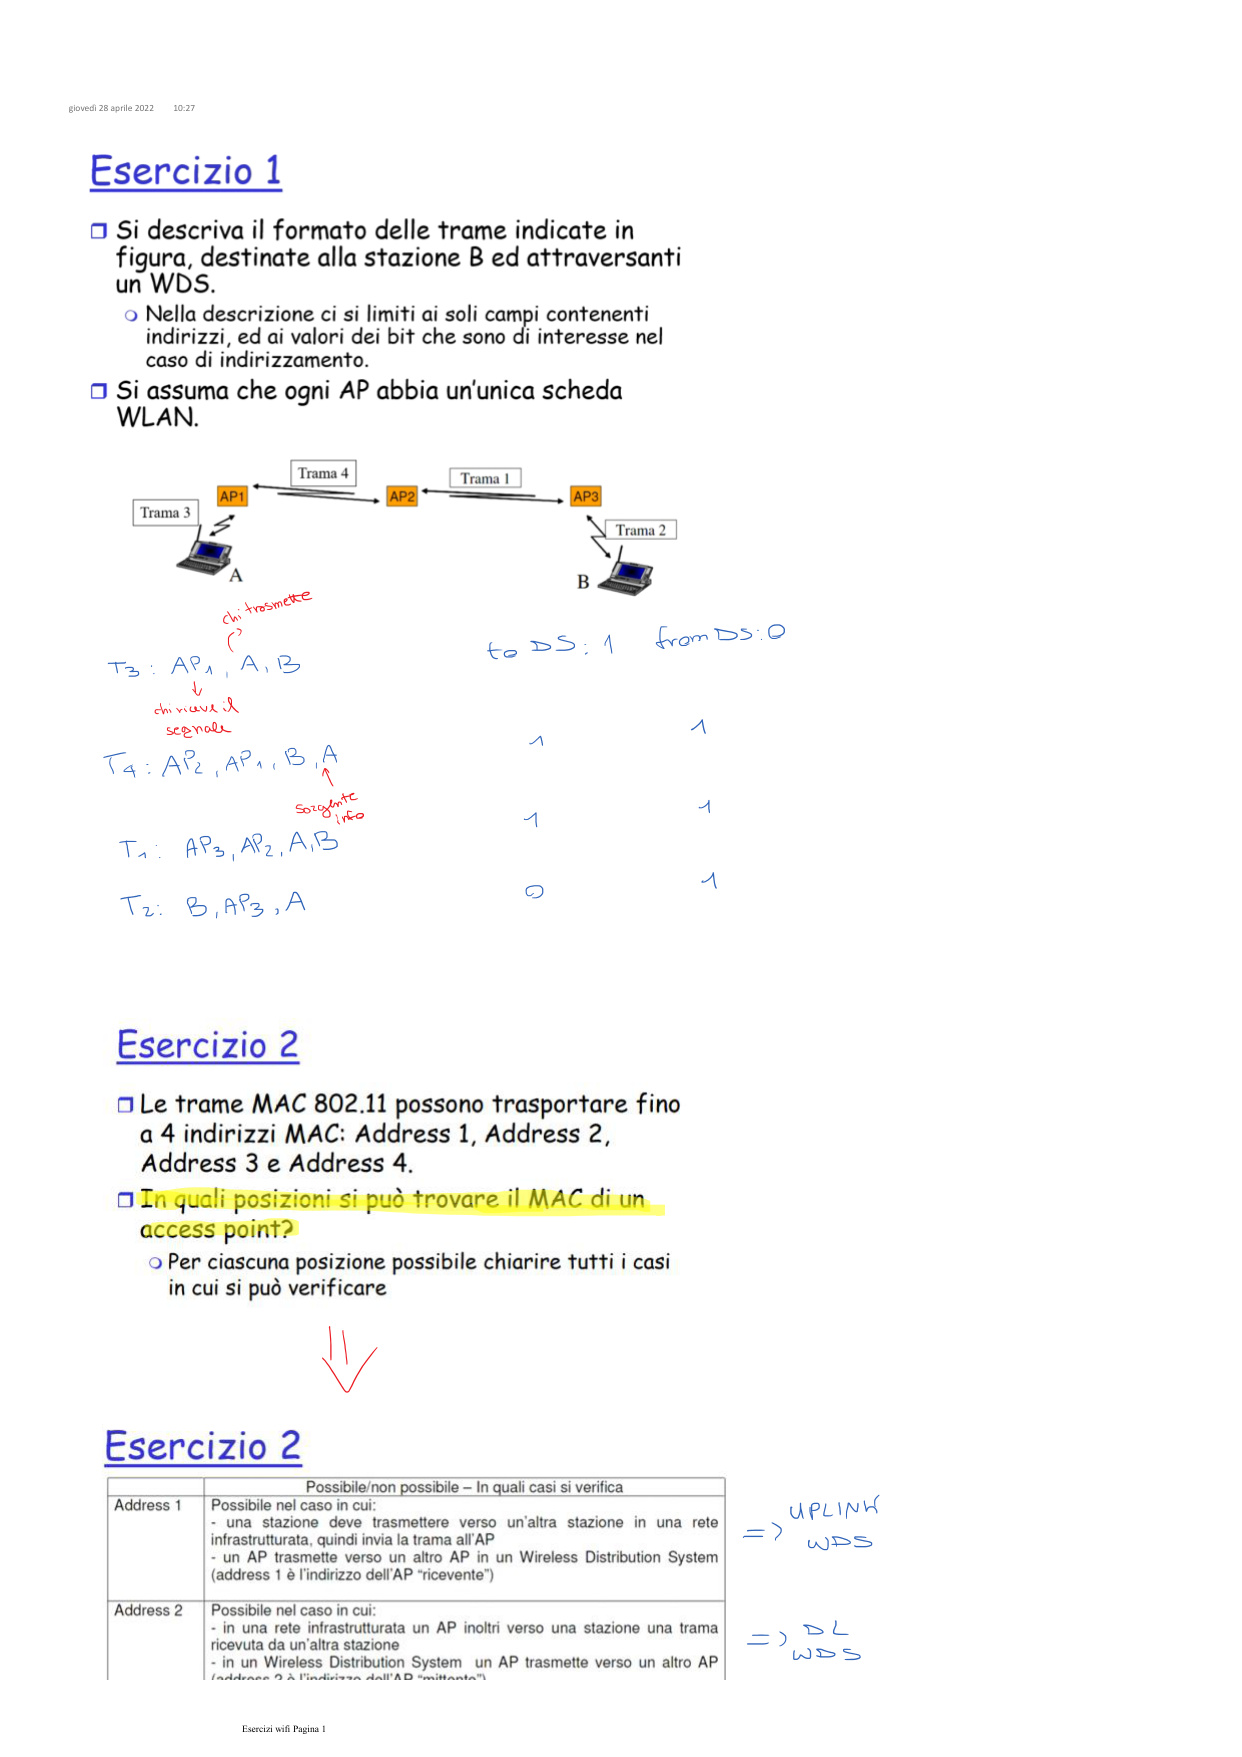 giovedì 28 aprile 2022 10:27
Esercizio 1
Si descriva il formato delle trame indicate in
figura, destinate alla stazione B ed attraversanti
un WDS.
Nella descrizione ci si limiti ai soli campi contenenti
indirizzi, ed ai valori dei bit che sono di interesse nel
caso di indirizzamento.
Si assuma che ogni AP abbia un'unica scheda
WLAN.
Trama 4
Trama 1
AP1
AP2
AP3
Trama 3
Trama 2
A
B
chi trasmette
to DS: 1 from DS: 0
T3: AP1, A, B
chi riceve il
segnale
T4: AP2, AP1, B, A
1 1
sorgente
info
T1: AP3, AP2, A, B
1 1
T2: B, AP3, A
0 1
Esercizio 2
Le trame MAC 802.11 possono trasportare fino
a 4 indirizzi MAC: Address 1, Address 2,
Address 3 e Address 4.
In quali posizioni si può trovare il MAC di un
access point?
Per ciascuna posizione possibile chiarire tutti i casi
in cui si può verificare
Esercizio 2
Possibile/non possibile – In quali casi si verifica
Address 1 Possibile nel caso in cui:
- una stazione deve trasmettere verso un'altra stazione in una rete
infrastrutturata, quindi invia la trama all'AP
- un AP trasmette verso un altro AP in un Wireless Distribution System
(address 1 è l'indirizzo dell'AP "ricevente")
=> UPLINK
WDS
Address 2 Possibile nel caso in cui:
- in una rete infrastrutturata un AP inoltri verso una stazione una trama
ricevuta da un'altra stazione
- in un Wireless Distribution System un AP trasmette verso un altro AP
(address 2 è l'indirizzo dell'AP "mittente")
=> DL
WDS
Esercizi wifi Pagina 1